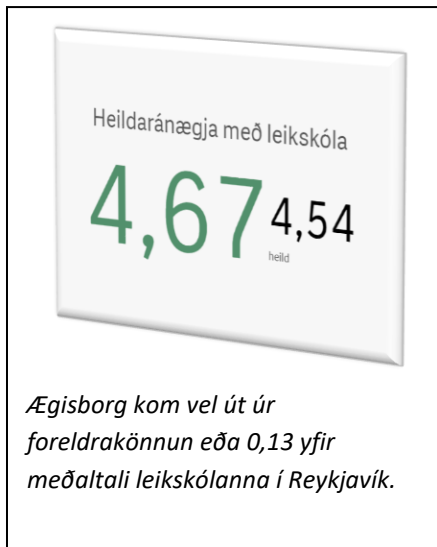 Heildaránægja með leikskóla
4,67 4,54
heild
Ægisborg kom vel út úr
foreldrakönnun eða 0,13 yfir
meðaltali leikskólanna í Reykjavík.